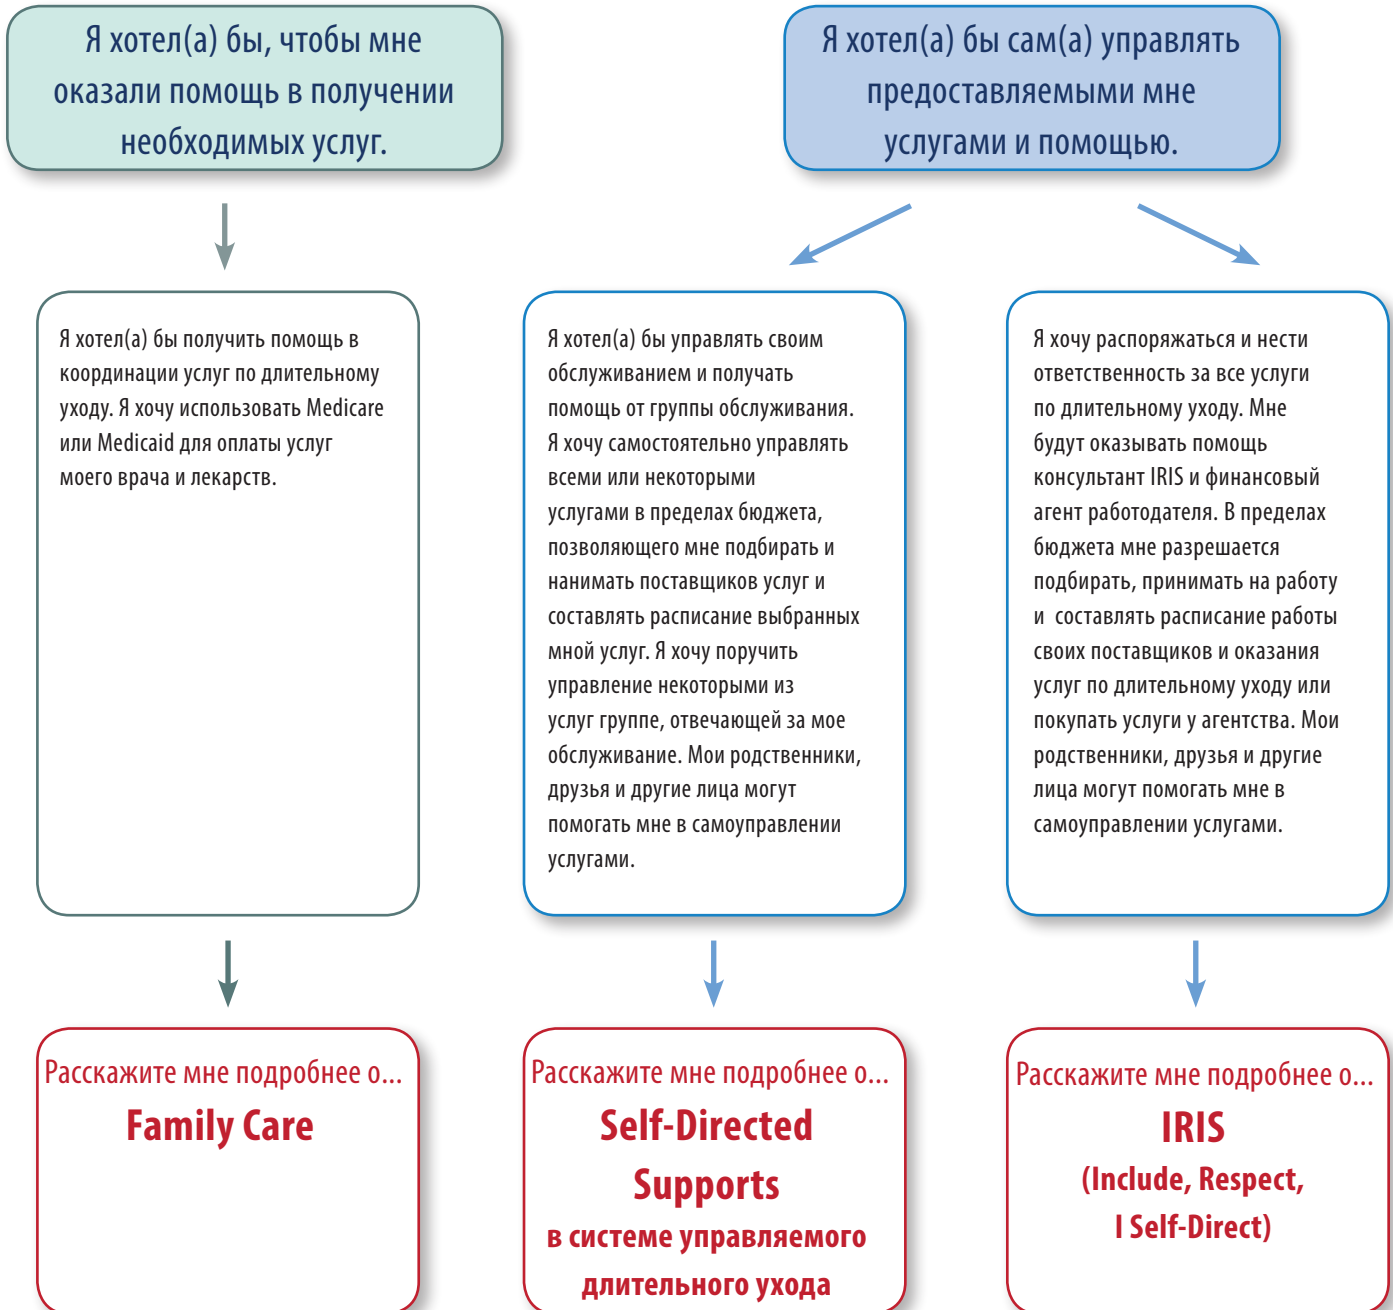 Я хотел(а) бы, чтобы мне
оказали помощь в получении
необходимых услуг.
Я хотел(а) бы сам(а) управлять
предоставляемыми мне
услугами и помощью.
Я хотел(а) бы получить помощь в
координации услуг по длительному
уходу. Я хочу использовать Medicare
или Medicaid для оплаты услуг
моего врача и лекарств.
Я хотел(а) бы управлять своим
обслуживанием и получать
помощь от группы обслуживания.
Я хочу самостоятельно управлять
всеми или некоторыми
услугами в пределах бюджета,
позволяющего мне подбирать и
нанимать поставщиков услуг и
составлять расписание выбранных
мной услуг. Я хочу поручить
управление некоторыми из
услуг группе, отвечающей за мое
обслуживание. Мои родственники,
друзья и другие лица могут
помогать мне в самоуправлении
услугами.
Я хочу распоряжаться и нести
ответственность за все услуги
по длительному уходу. Мне
будут оказывать помощь
консультант IRIS и финансовый
агент работодателя. В пределах
бюджета мне разрешается
подбирать, принимать на работу
и составлять расписание работы
своих поставщиков и оказания
услуг по длительному уходу или
покупать услуги у агентства. Мои
родственники, друзья и другие
лица могут помогать мне в
самоуправлении услугами.
Расскажите мне подробнее о...
Family Care
Расскажите мне подробнее о...
Self-Directed
Supports
в системе управляемого
длительного ухода
Расскажите мне подробнее о...
IRIS
(Include, Respect,
I Self-Direct)